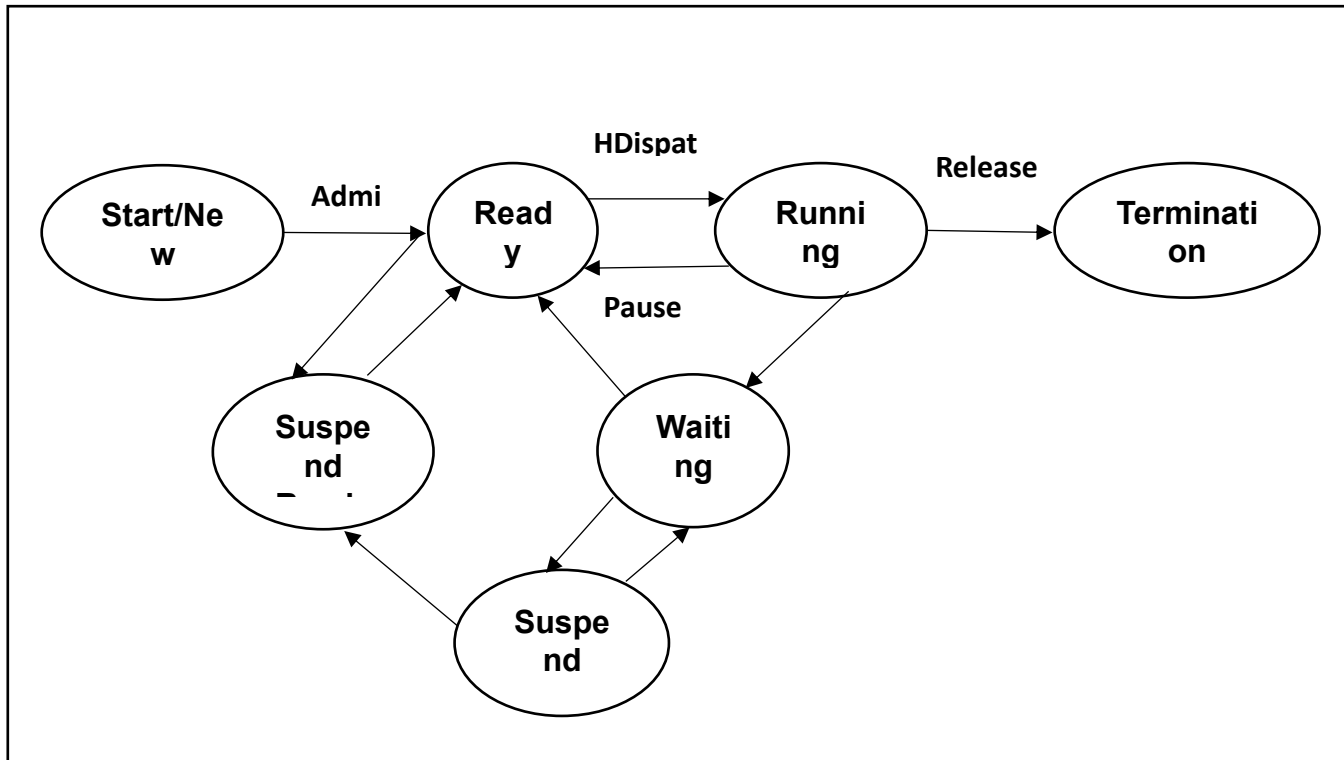 HDispat
Release
Admi
Start/Ne
w
Read
y
Runni
ng
Terminati
on
Pause
Suspe
nd
Waiti
ng
Suspe
nd